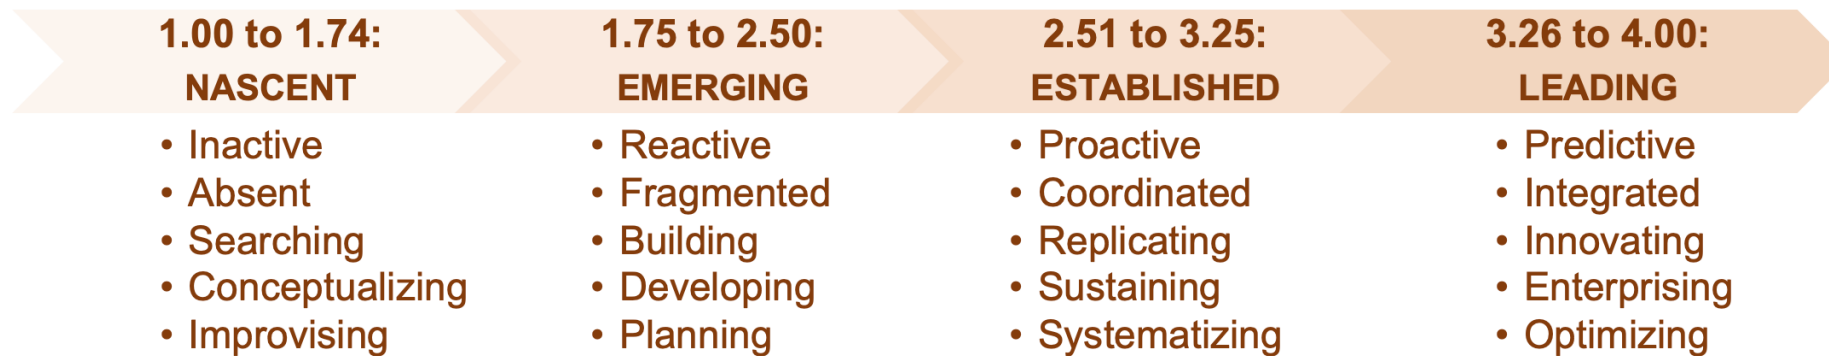 1.00 to 1.74:
NASCENT
• Inactive
• Absent
• Searching
• Conceptualizing
• Improvising
1.75 to 2.50:
EMERGING
• Reactive
• Fragmented
• Building
• Developing
• Planning
2.51 to 3.25:
ESTABLISHED
• Proactive
• Coordinated
• Replicating
• Sustaining
• Systematizing
3.26 to 4.00:
LEADING
• Predictive
• Integrated
• Innovating
• Enterprising
• Optimizing